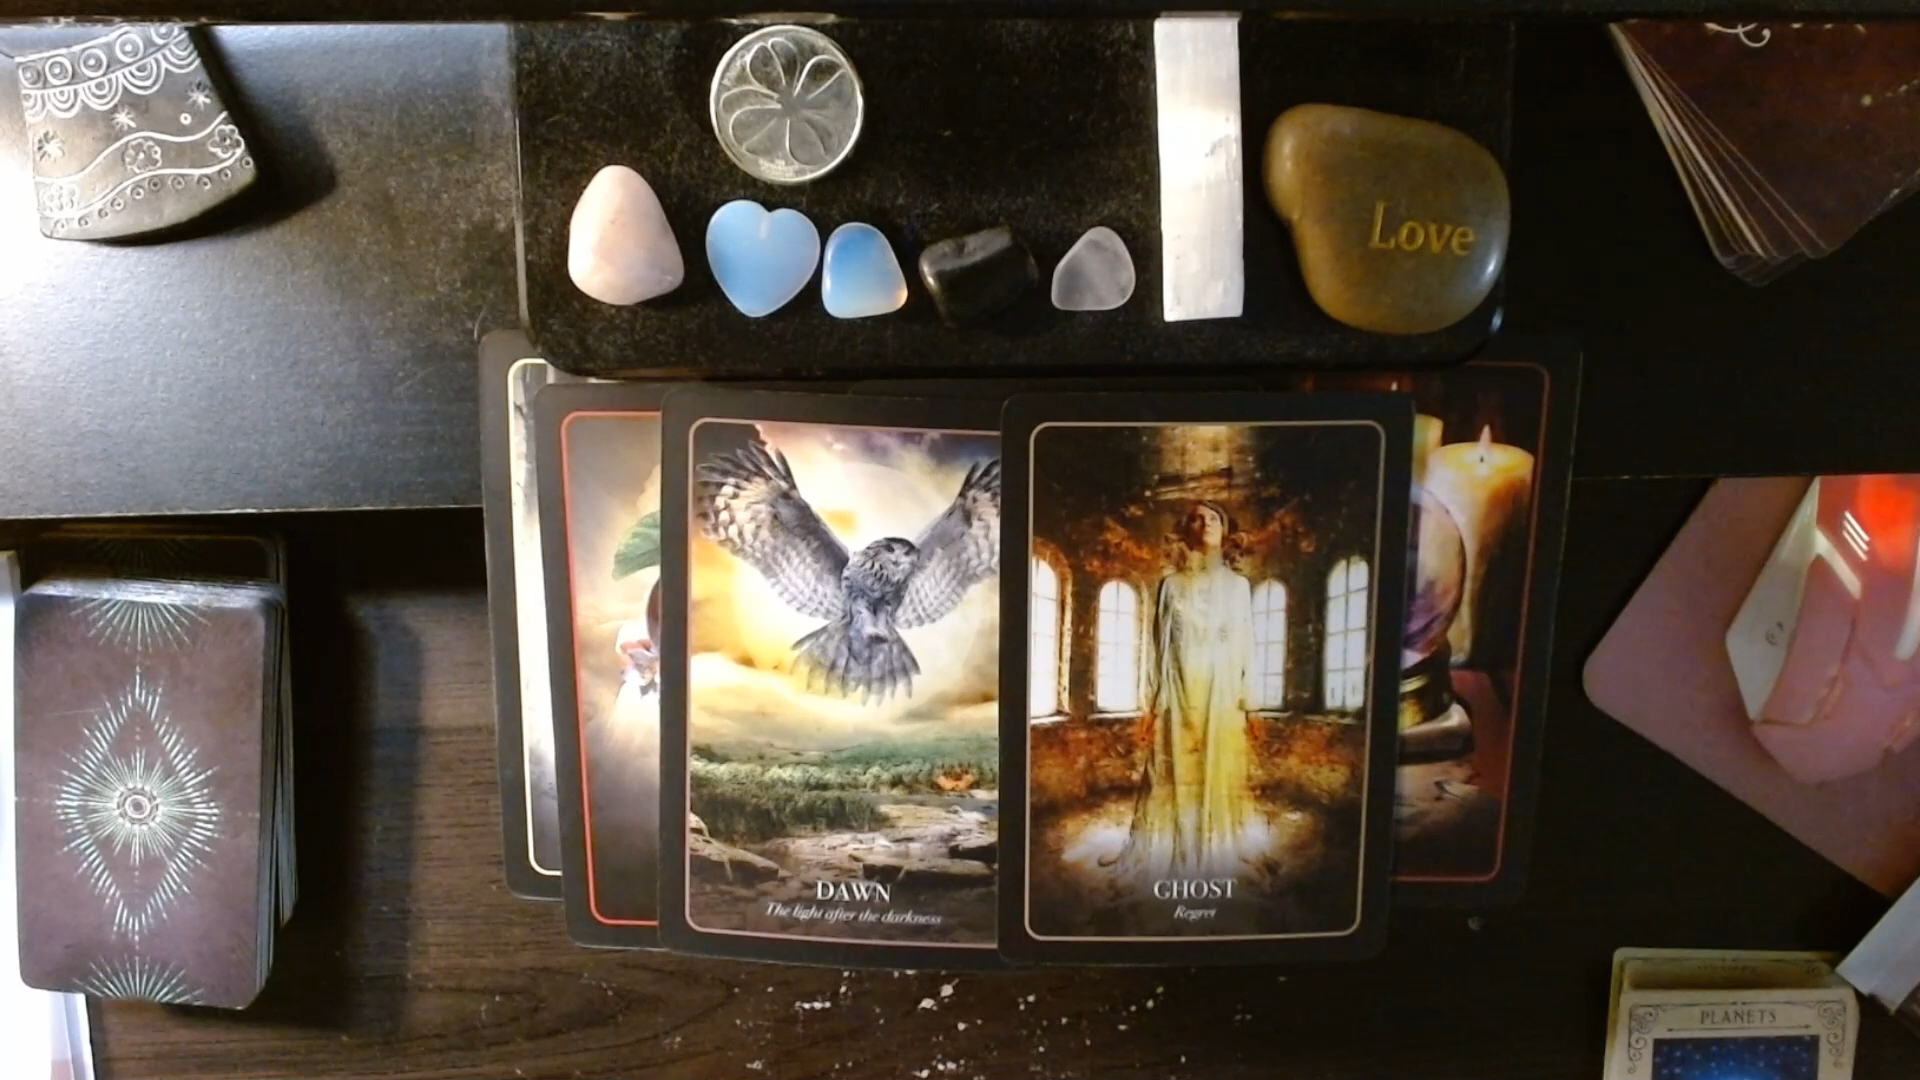 Love
DAWN
The light after the darkness
GHOST
Regret
PLANETS